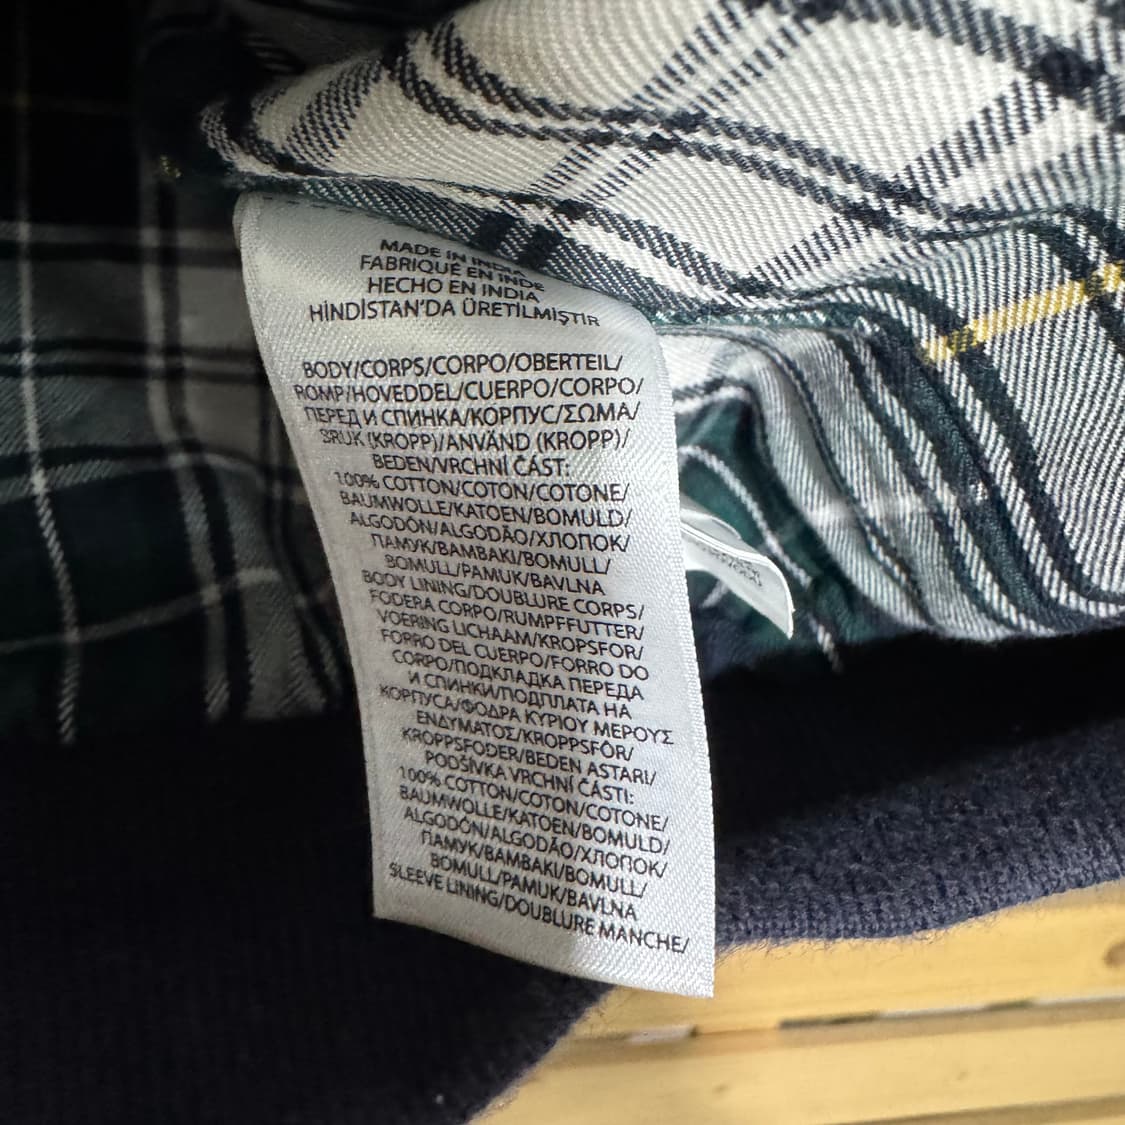 MADE IN INDIA
FABRIQUÉ EN INDE
HECHO EN INDIA
HİNDİSTAN'DA ÜRETİLMİŞTİR
BODY/CORPS/CORPO/OBERTEIL/
ROMP/HOVEDDEL/CUERPO/CORPO/
ПЕРЕД И СПИНКА/КОРПУС/ΣΩΜΑ/
SRUK (KROPP)/ANVÄND (KROPP)/
BEDEN/VRCHNÍ ČÁST:
100% COTTON/COTON/COTONE/
BAUMWOLLE/KATOEN/BOMULD/
ALGODÓN/ALGODÃO/ХЛОПОК/
ПАМУК/BAMBAKI/BOMULL/
BOMULL/PAMUK/BAVLNA
BODY LINING/DOUBLURE CORPS/
FODERA CORPO/RUMPFFUTTER/
VOERING LICHAAM/KROPSFOR/
FORRO DEL CUERPO/FORRO DO
CORPO/ПОДКЛАДКА ПЕРЕДА
И СПИНКИ/ПОДПЛАТА НА
КОРПУСА/ΦΟΔΡΑ ΚΥΡΙΟΥ ΜΕΡΟΥΣ
ΕΝΔΥΜΑΤΟΣ/KROPPSFÔR/
KROPPSFODER/BEDEN ASTARI/
PODŠÍVKA VRCHNÍ ČÁSTI:
100% COTTON/COTON/COTONE/
BAUMWOLLE/KATOEN/BOMULD/
ALGODÓN/ALGODÃO/ХЛОПОК/
ПАМУК/BAMBAKI/BOMULL/
BOMULL/PAMUK/BAVLNA
SLEEVE LINING/DOUBLURE MANCHE/